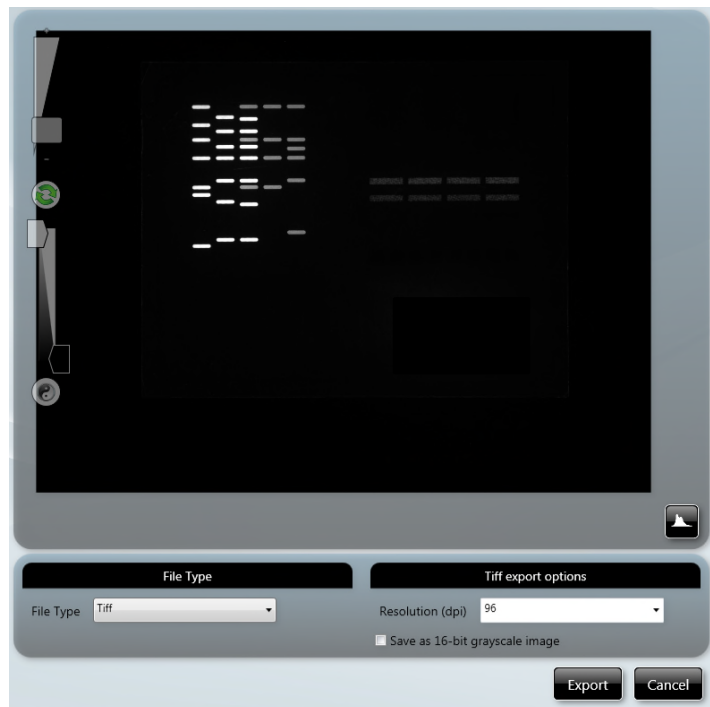 File Type
Tiff export options
File Type
Tiff
Resolution (dpi)
96
Save as 16-bit grayscale image
Export
Cancel